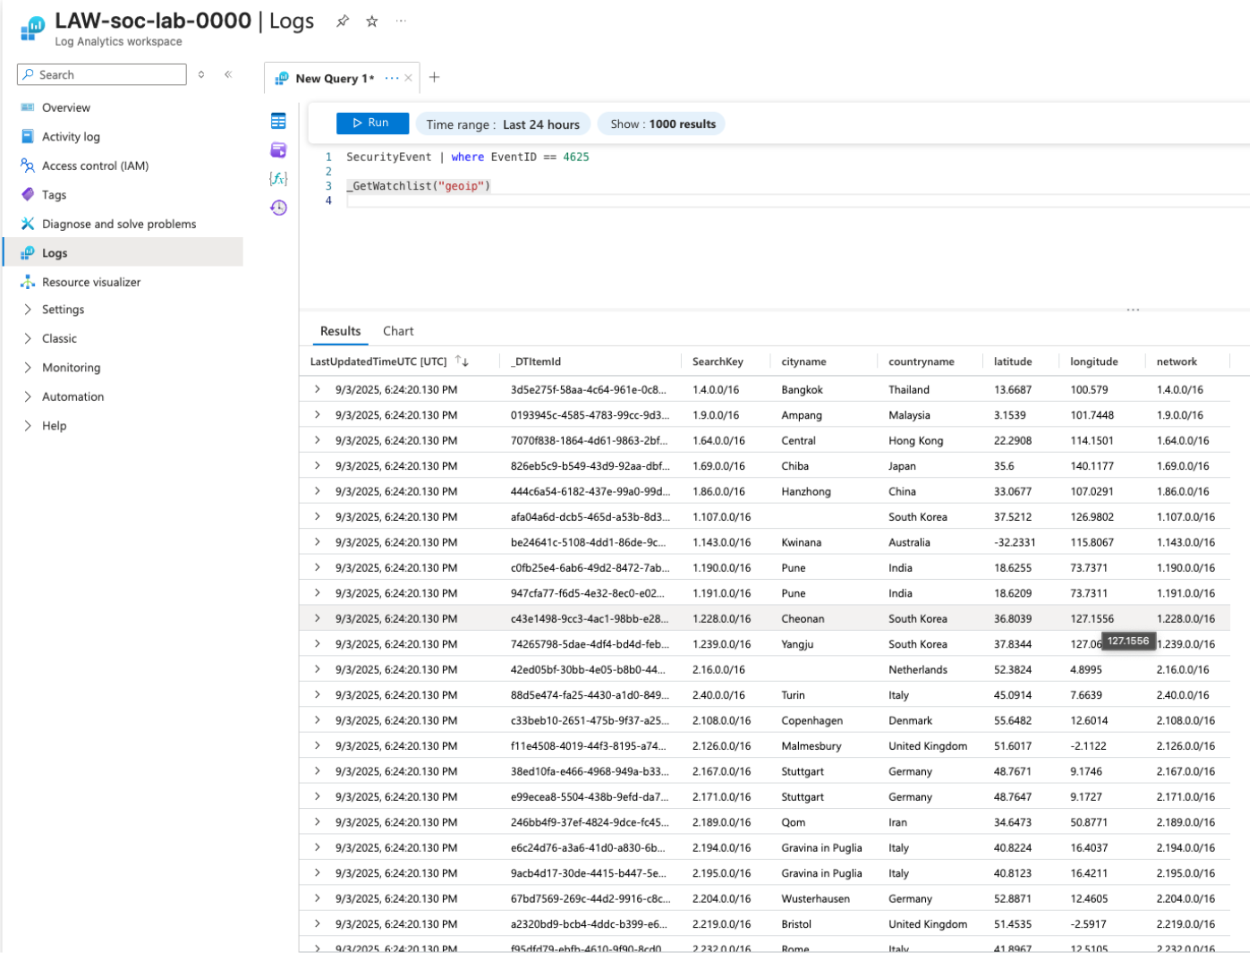 LAW-soc-lab-0000 | Logs ···
Log Analytics workspace
Search «
New Query 1* ··· × +
Overview
Activity log
Access control (IAM)
Tags
Diagnose and solve problems
Logs
Resource visualizer
Settings
Classic
Monitoring
Automation
Help
Run Time range : Last 24 hours Show : 1000 results
1 SecurityEvent | where EventID == 4625
2
3 _GetWatchlist("geoip")
4
Results Chart
LastUpdatedTimeUTC [UTC] ↑↓ _DTItemId SearchKey cityname countryname latitude longitude network
9/3/2025, 6:24:20.130 PM 3d5e275f-58aa-4c64-961e-0c8... 1.4.0.0/16 Bangkok Thailand 13.6687 100.579 1.4.0.0/16
9/3/2025, 6:24:20.130 PM 0193945c-4585-4783-99cc-9d3... 1.9.0.0/16 Ampang Malaysia 3.1539 101.7448 1.9.0.0/16
9/3/2025, 6:24:20.130 PM 7070f838-1864-4d61-9863-2bf... 1.64.0.0/16 Central Hong Kong 22.2908 114.1501 1.64.0.0/16
9/3/2025, 6:24:20.130 PM 826eb5c9-b549-43d9-92aa-dbf... 1.69.0.0/16 Chiba Japan 35.6 140.1177 1.69.0.0/16
9/3/2025, 6:24:20.130 PM 444c6a54-6182-437e-99a0-99d... 1.86.0.0/16 Hanzhong China 33.0677 107.0291 1.86.0.0/16
9/3/2025, 6:24:20.130 PM afa04a6d-dcb5-465d-a53b-8d3... 1.107.0.0/16 South Korea 37.5212 126.9802 1.107.0.0/16
9/3/2025, 6:24:20.130 PM be24641c-5108-4dd1-86de-9c... 1.143.0.0/16 Kwinana Australia -32.2331 115.8067 1.143.0.0/16
9/3/2025, 6:24:20.130 PM c0fb25e4-6ab6-49d2-8472-7ab... 1.190.0.0/16 Pune India 18.6255 73.7371 1.190.0.0/16
9/3/2025, 6:24:20.130 PM 947cfa77-f6d5-4e32-8ec0-e02... 1.191.0.0/16 Pune India 18.6209 73.7311 1.191.0.0/16
9/3/2025, 6:24:20.130 PM c43e1498-9cc3-4ac1-98bb-e28... 1.228.0.0/16 Cheonan South Korea 36.8039 127.1556 1.228.0.0/16
127.1556
9/3/2025, 6:24:20.130 PM 74265798-5dae-4df4-bd4d-feb... 1.239.0.0/16 Yangju South Korea 37.8344 127.06 1.239.0.0/16
9/3/2025, 6:24:20.130 PM 42ed05bf-30bb-4e05-b8b0-44... 2.16.0.0/16 Netherlands 52.3824 4.8995 2.16.0.0/16
9/3/2025, 6:24:20.130 PM 88d5e474-fa25-4430-a1d0-849... 2.40.0.0/16 Turin Italy 45.0914 7.6639 2.40.0.0/16
9/3/2025, 6:24:20.130 PM c33beb10-2651-475b-9f37-a25... 2.108.0.0/16 Copenhagen Denmark 55.6482 12.6014 2.108.0.0/16
9/3/2025, 6:24:20.130 PM f11e4508-4019-44f3-8195-a74... 2.126.0.0/16 Malmesbury United Kingdom 51.6017 -2.1122 2.126.0.0/16
9/3/2025, 6:24:20.130 PM 38ed10fa-e466-4968-949a-b33... 2.167.0.0/16 Stuttgart Germany 48.7671 9.1746 2.167.0.0/16
9/3/2025, 6:24:20.130 PM e99ecea8-5504-438b-9efd-da7... 2.171.0.0/16 Stuttgart Germany 48.7647 9.1727 2.171.0.0/16
9/3/2025, 6:24:20.130 PM 246bb4f9-37ef-4824-9dce-fc45... 2.189.0.0/16 Qom Iran 34.6473 50.8771 2.189.0.0/16
9/3/2025, 6:24:20.130 PM e6c24d76-a3a6-41d0-a830-6b... 2.194.0.0/16 Gravina in Puglia Italy 40.8224 16.4037 2.194.0.0/16
9/3/2025, 6:24:20.130 PM 9acb4d17-30de-4415-b447-5e... 2.195.0.0/16 Gravina in Puglia Italy 40.8123 16.4211 2.195.0.0/16
9/3/2025, 6:24:20.130 PM 67bd7569-269c-44d2-9916-c8c... 2.204.0.0/16 Wusterhausen Germany 52.8871 12.4605 2.204.0.0/16
9/3/2025, 6:24:20.130 PM a2320bd9-bcb4-4ddc-b399-e6... 2.219.0.0/16 Bristol United Kingdom 51.4535 -2.5917 2.219.0.0/16
9/3/2025, 6:24:20.130 PM f95dfd79-ebfb-4610-9f90-8cd0 2.232.0.0/16 Rome Italy 41.8967 12.5105 2.232.0.0/16